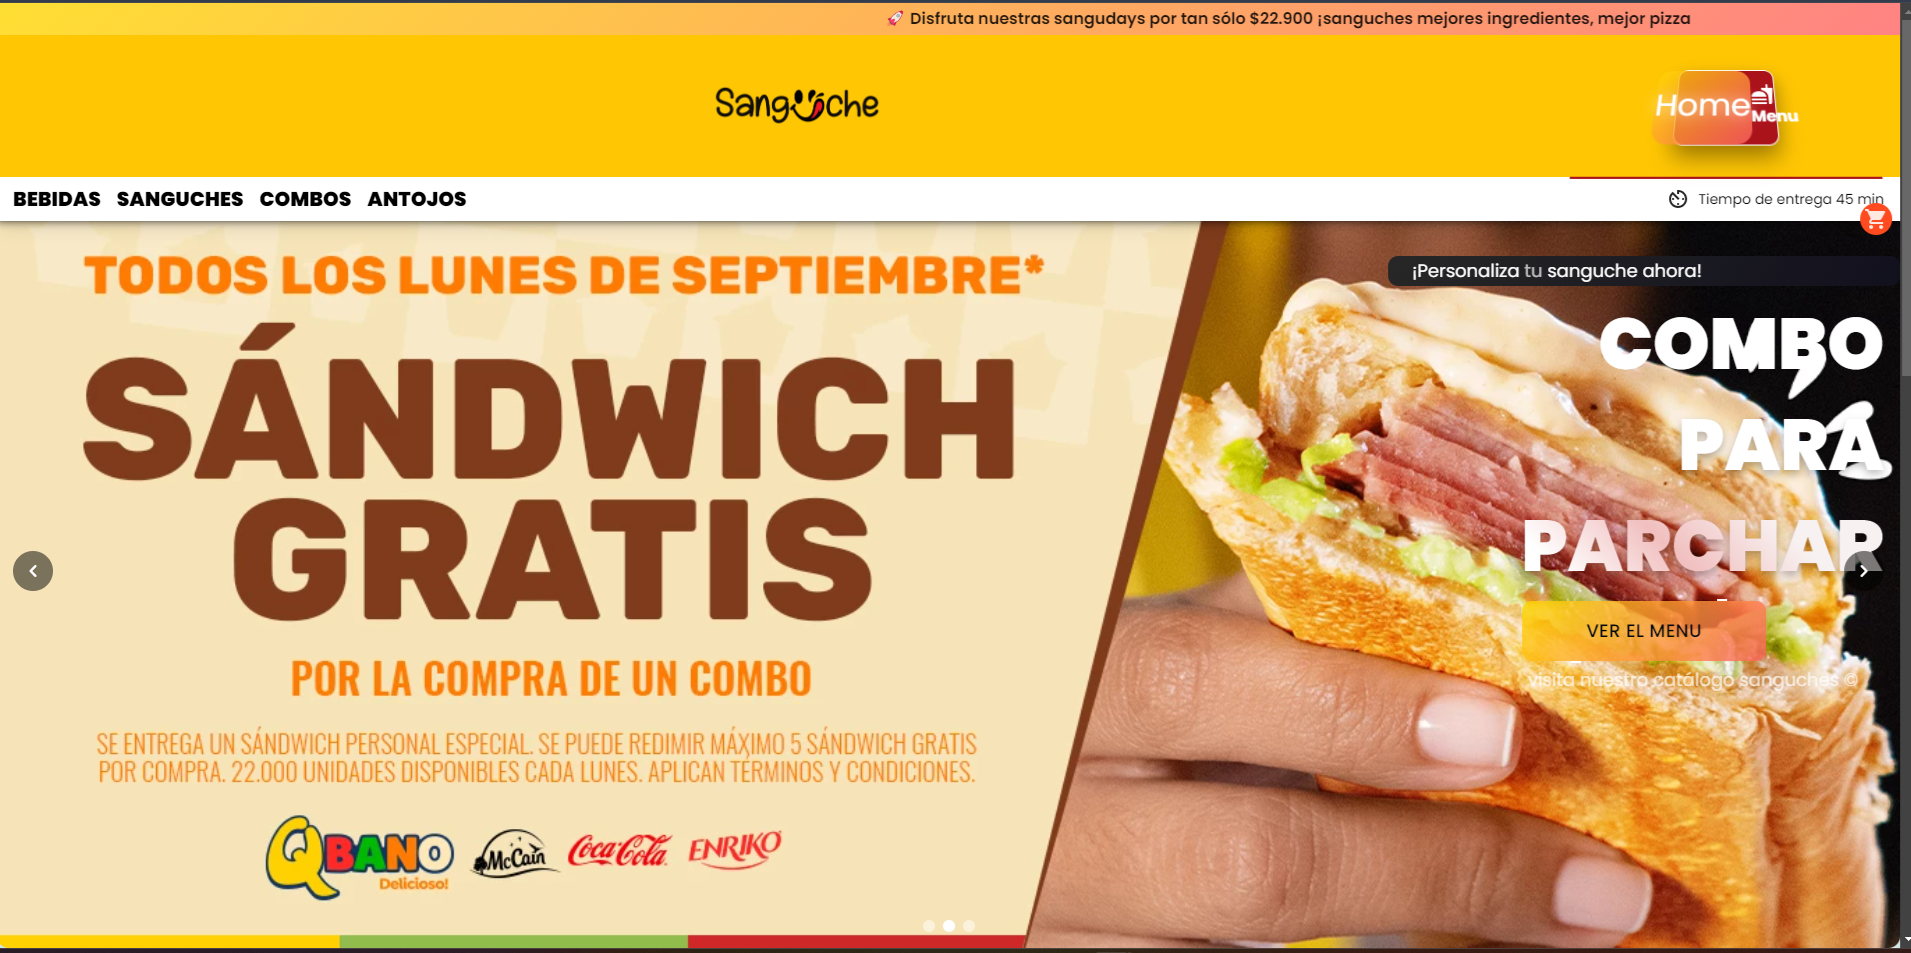 🚀 Disfruta nuestras sangudays por tan sólo $22.900 ¡sanguches mejores ingredientes, mejor pizza
Sanguche
Home
Menu
BEBIDAS SANGUCHES COMBOS ANTOJOS
Tiempo de entrega 45 min
TODOS LOS LUNES DE SEPTIEMBRE*
SÁNDWICH
GRATIS
POR LA COMPRA DE UN COMBO
SE ENTREGA UN SÁNDWICH PERSONAL ESPECIAL. SE PUEDE REDIMIR MÁXIMO 5 SÁNDWICH GRATIS
POR COMPRA. 22.000 UNIDADES DISPONIBLES CADA LUNES. APLICAN TÉRMINOS Y CONDICIONES.
QBANO
Delicioso!
McCain
Coca-Cola
ENRIKO
¡Personaliza tu sanguche ahora!
COMBO
PARA
PARCHAR
VER EL MENU
visita nuestro catálogo sanguches ©